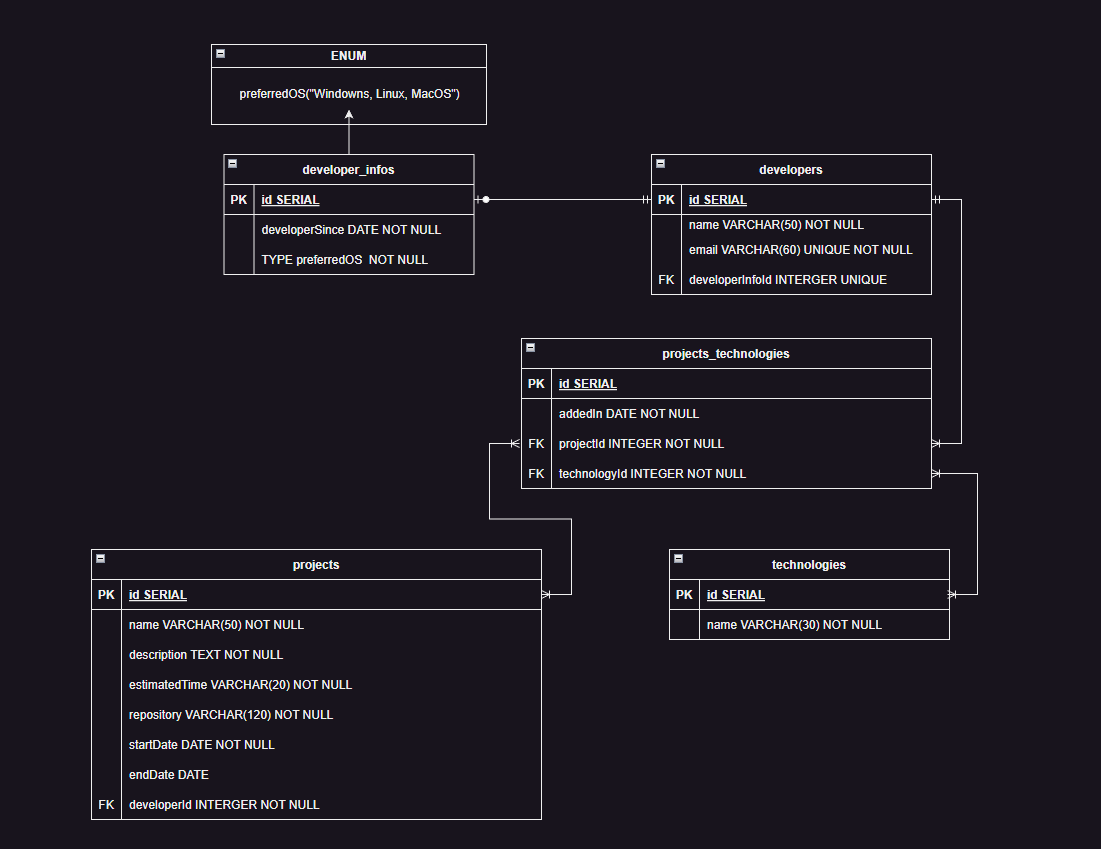 ENUM
preferredOS("Windowns, Linux, MacOS")
developer_infos
PK id SERIAL
developerSince DATE NOT NULL
TYPE preferredOS NOT NULL
developers
PK id SERIAL
name VARCHAR(50) NOT NULL
email VARCHAR(60) UNIQUE NOT NULL
FK developerInfoId INTERGER UNIQUE
projects_technologies
PK id SERIAL
addedIn DATE NOT NULL
FK projectId INTEGER NOT NULL
FK technologyId INTEGER NOT NULL
projects
PK id SERIAL
name VARCHAR(50) NOT NULL
description TEXT NOT NULL
estimatedTime VARCHAR(20) NOT NULL
repository VARCHAR(120) NOT NULL
startDate DATE NOT NULL
endDate DATE
FK developerId INTERGER NOT NULL
technologies
PK id SERIAL
name VARCHAR(30) NOT NULL